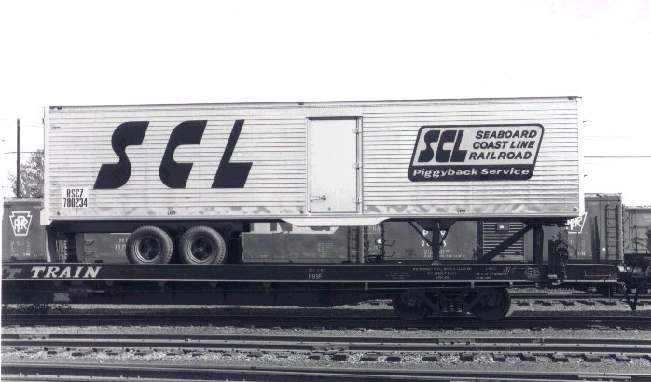 SCL
SCL
SEABOARD
COAST LINE
RAILROAD
Piggyback Service
RSCZ
780234
T TRAIN